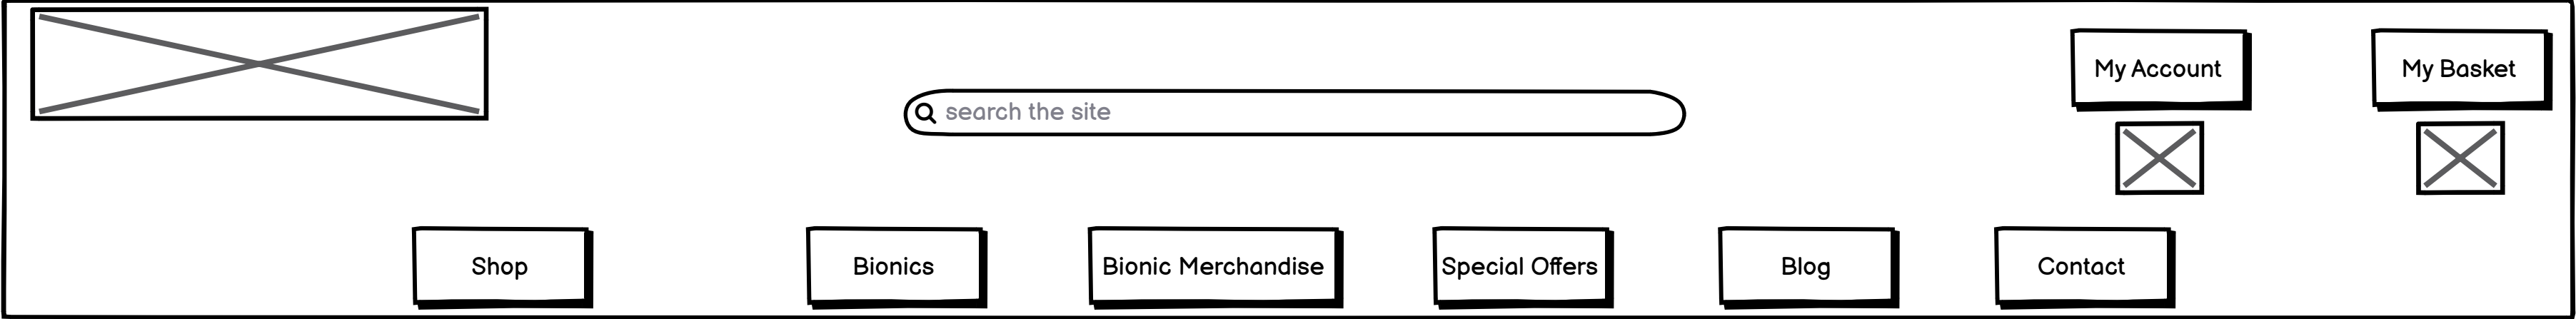 My Account
My Basket
search the site
Shop
Bionics
Bionic Merchandise
Special Offers
Blog
Contact